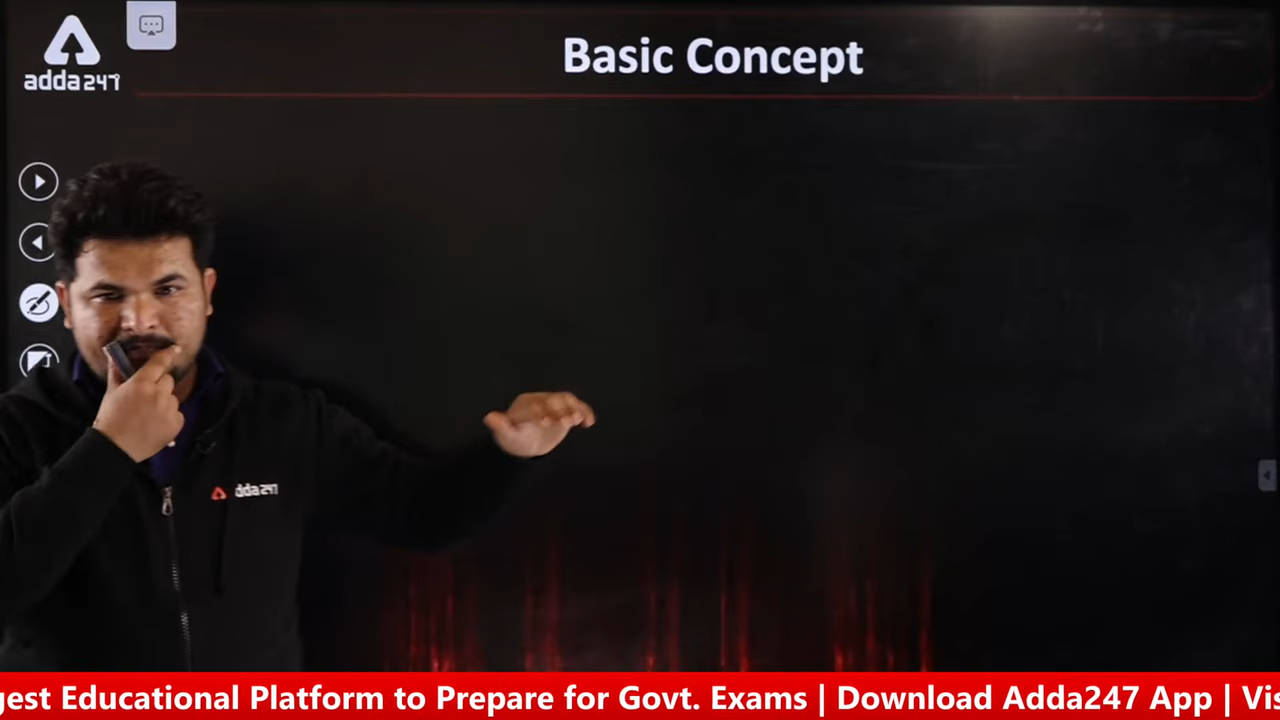 adda247
Basic Concept
adda247
gest Educational Platform to Prepare for Govt. Exams | Download Adda247 App | Vis